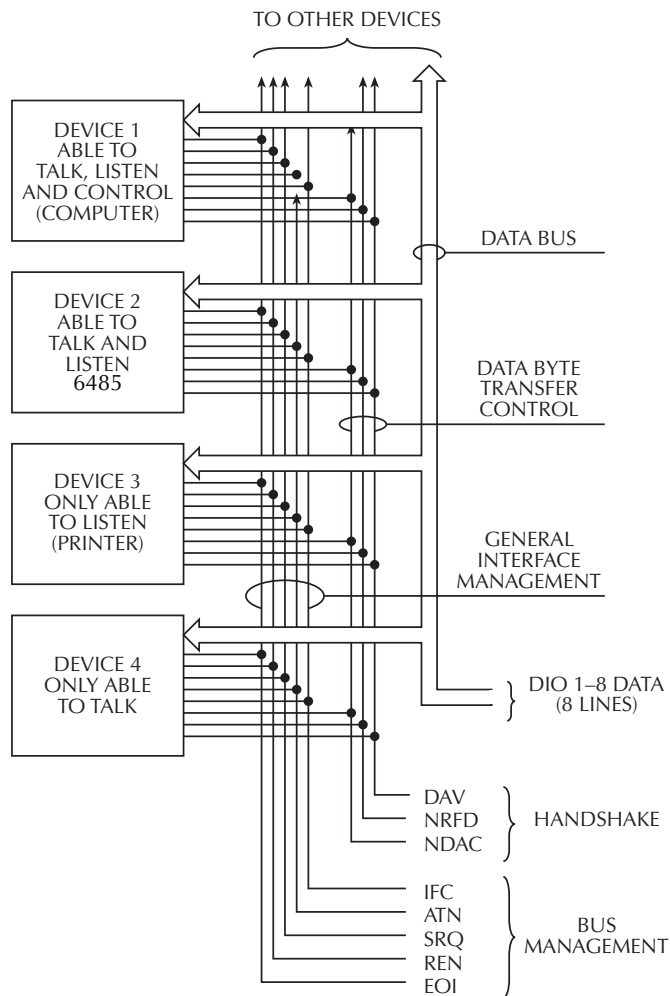 TO OTHER DEVICES
DEVICE 1
ABLE TO
TALK, LISTEN
AND CONTROL
(COMPUTER)
DATA BUS
DEVICE 2
ABLE TO
TALK AND
LISTEN
6485
DATA BYTE
TRANSFER
CONTROL
DEVICE 3
ONLY ABLE
TO LISTEN
(PRINTER)
GENERAL
INTERFACE
MANAGEMENT
DEVICE 4
ONLY ABLE
TO TALK
DIO 1–8 DATA
(8 LINES)
DAV
NRFD
NDAC
HANDSHAKE
IFC
ATN
SRQ
REN
EOI
BUS
MANAGEMENT